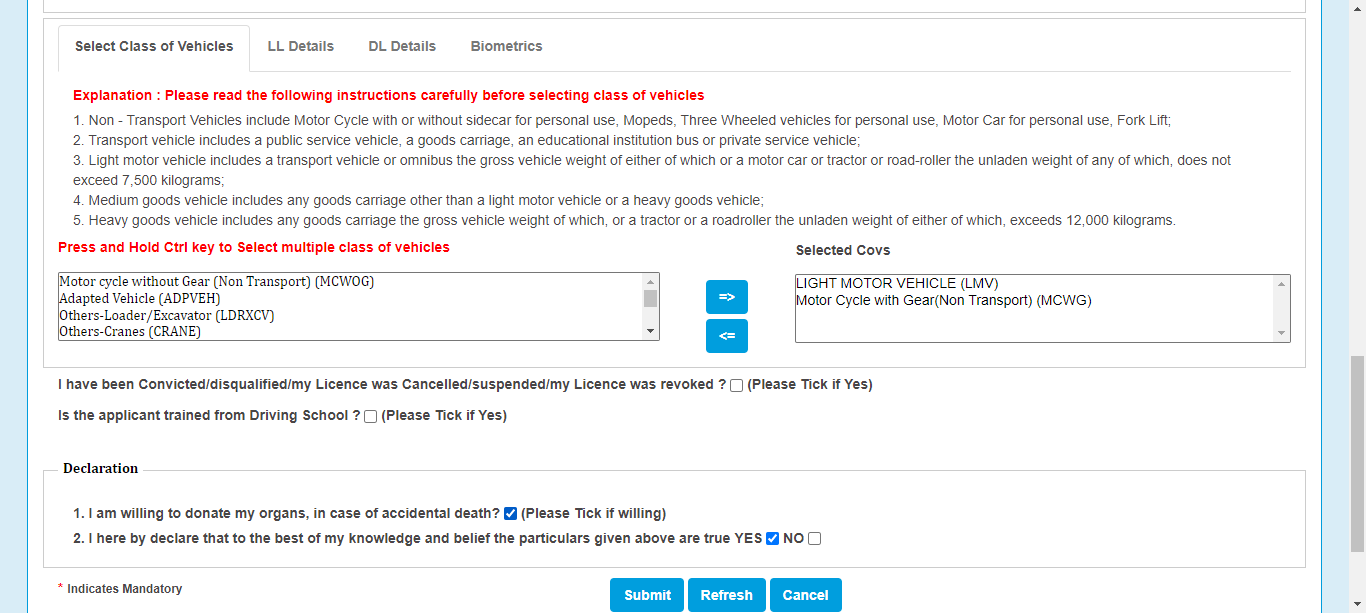 Select Class of Vehicles LL Details DL Details Biometrics
Explanation : Please read the following instructions carefully before selecting class of vehicles
1. Non - Transport Vehicles include Motor Cycle with or without sidecar for personal use, Mopeds, Three Wheeled vehicles for personal use, Motor Car for personal use, Fork Lift;
2. Transport vehicle includes a public service vehicle, a goods carriage, an educational institution bus or private service vehicle;
3. Light motor vehicle includes a transport vehicle or omnibus the gross vehicle weight of either of which or a motor car or tractor or road-roller the unladen weight of any of which, does not
exceed 7,500 kilograms;
4. Medium goods vehicle includes any goods carriage other than a light motor vehicle or a heavy goods vehicle;
5. Heavy goods vehicle includes any goods carriage the gross vehicle weight of which, or a tractor or a roadroller the unladen weight of either of which, exceeds 12,000 kilograms.
Press and Hold Ctrl key to Select multiple class of vehicles
Motor cycle without Gear (Non Transport) (MCWOG)
Adapted Vehicle (ADPVEH)
Others-Loader/Excavator (LDRXCV)
Others-Cranes (CRANE)
=>
<=
Selected Covs
LIGHT MOTOR VEHICLE (LMV)
Motor Cycle with Gear(Non Transport) (MCWG)
I have been Convicted/disqualified/my Licence was Cancelled/suspended/my Licence was revoked ? (Please Tick if Yes)
Is the applicant trained from Driving School ? (Please Tick if Yes)
Declaration
1. I am willing to donate my organs, in case of accidental death? (Please Tick if willing)
2. I here by declare that to the best of my knowledge and belief the particulars given above are true YES NO
* Indicates Mandatory
Submit Refresh Cancel